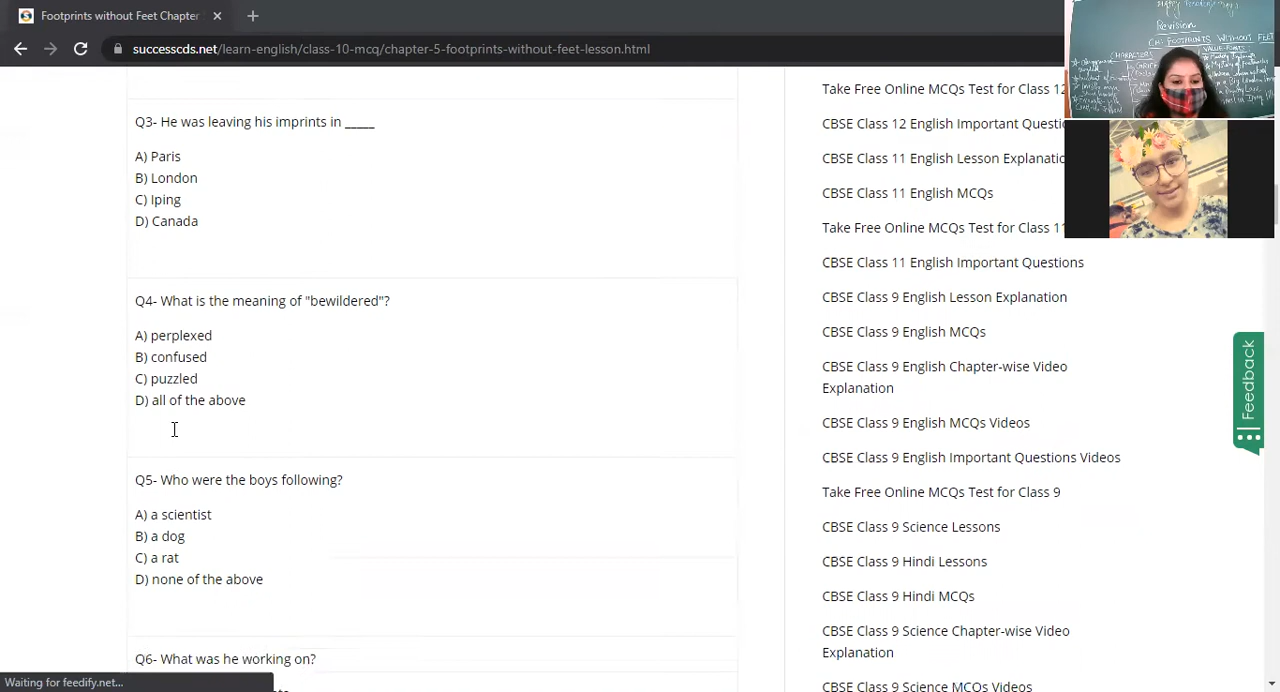 Footprints without Feet Chapter
successcds.net/learn-english/class-10-mcq/chapter-5-footprints-without-feet-lesson.html
Q3- He was leaving his imprints in _____
A) Paris
B) London
C) Iping
D) Canada
Q4- What is the meaning of "bewildered"?
A) perplexed
B) confused
C) puzzled
D) all of the above
Q5- Who were the boys following?
A) a scientist
B) a dog
C) a rat
D) none of the above
Q6- What was he working on?
Waiting for feedify.net...
Take Free Online MCQs Test for Class 12
CBSE Class 12 English Important Questio
CBSE Class 11 English Lesson Explanatio
CBSE Class 11 English MCQs
Take Free Online MCQs Test for Class 11
CBSE Class 11 English Important Questions
CBSE Class 9 English Lesson Explanation
CBSE Class 9 English MCQs
CBSE Class 9 English Chapter-wise Video
Explanation
CBSE Class 9 English MCQs Videos
CBSE Class 9 English Important Questions Videos
Take Free Online MCQs Test for Class 9
CBSE Class 9 Science Lessons
CBSE Class 9 Hindi Lessons
CBSE Class 9 Hindi MCQs
CBSE Class 9 Science Chapter-wise Video
Explanation
CBSE Class 9 Science MCQs Videos
Feedback
Revision
FOOTPRINTS WITHOUT FEET
CHARACTERS
VALUE POINTS